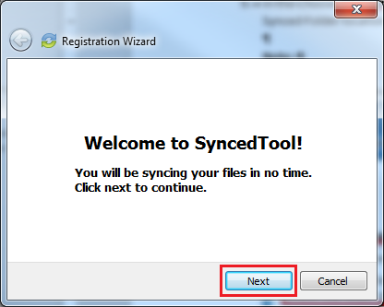 Registration Wizard
Welcome to SyncedTool!
You will be syncing your files in no time.
Click next to continue.
Next
Cancel